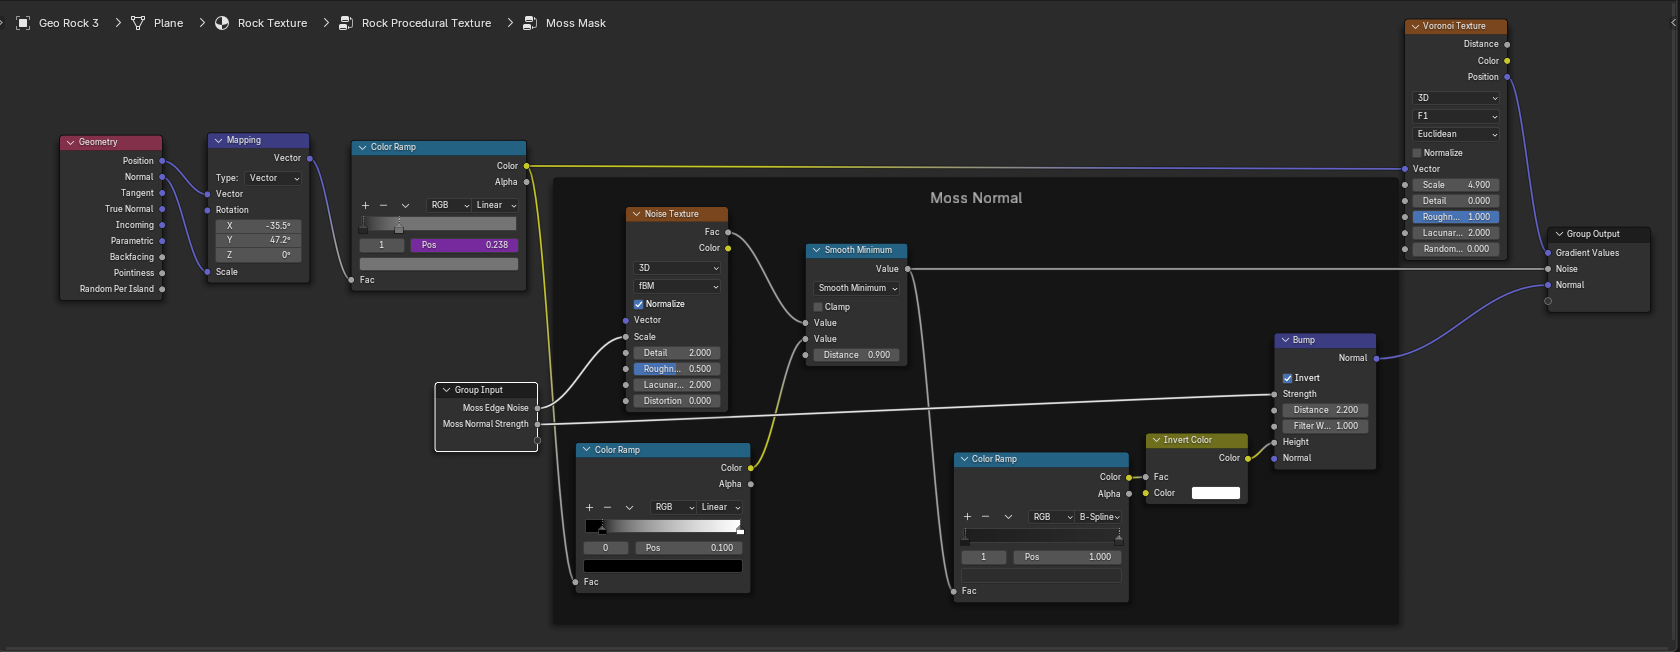 Geo Rock 3 Plane Rock Texture Rock Procedural Texture Moss Mask
Geometry
Position
Normal
Tangent
True Normal
Incoming
Parametric
Backfacing
Pointiness
Random Per Island
Mapping
Vector
Type: Vector
Vector
Rotation
X -35.5°
Y 47.2°
Z 0°
Scale
Color Ramp
Color
Alpha
RGB Linear
1 Pos 0.238
Fac
Group Input
Moss Edge Noise
Moss Normal Strength
Moss Normal
Noise Texture
Fac
Color
3D
fBM
Normalize
Vector
Scale
Detail 2.000
Roughn... 0.500
Lacunar... 2.000
Distortion 0.000
Color Ramp
Color
Alpha
RGB Linear
0 Pos 0.100
Fac
Smooth Minimum
Value
Smooth Minimum
Clamp
Value
Value
Distance 0.900
Color Ramp
Color
Alpha
RGB B-Spline
1 Pos 1.000
Fac
Invert Color
Color
Fac
Color
Bump
Normal
Invert
Strength
Distance 2.200
Filter W... 1.000
Height
Normal
Voronoi Texture
Distance
Color
Position
3D
F1
Euclidean
Normalize
Vector
Scale 4.900
Detail 0.000
Roughn... 1.000
Lacunar... 2.000
Random... 0.000
Group Output
Gradient Values
Noise
Normal